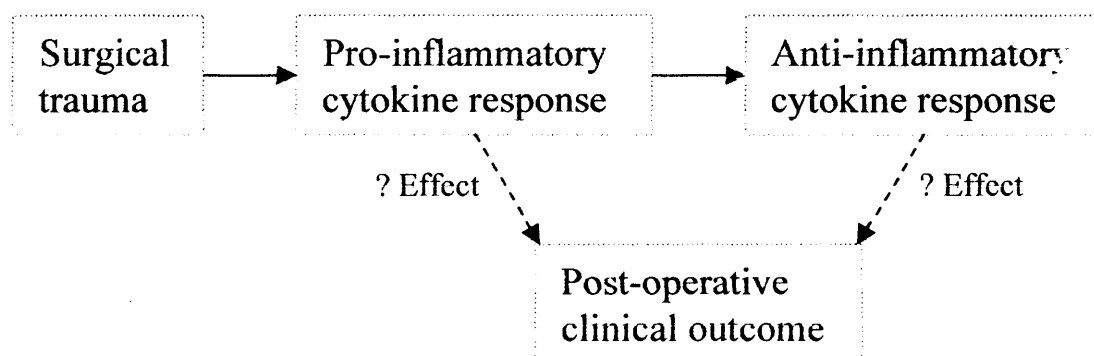 Surgical
trauma
Pro-inflammatory
cytokine response
Anti-inflammatory
cytokine response
? Effect
? Effect
Post-operative
clinical outcome